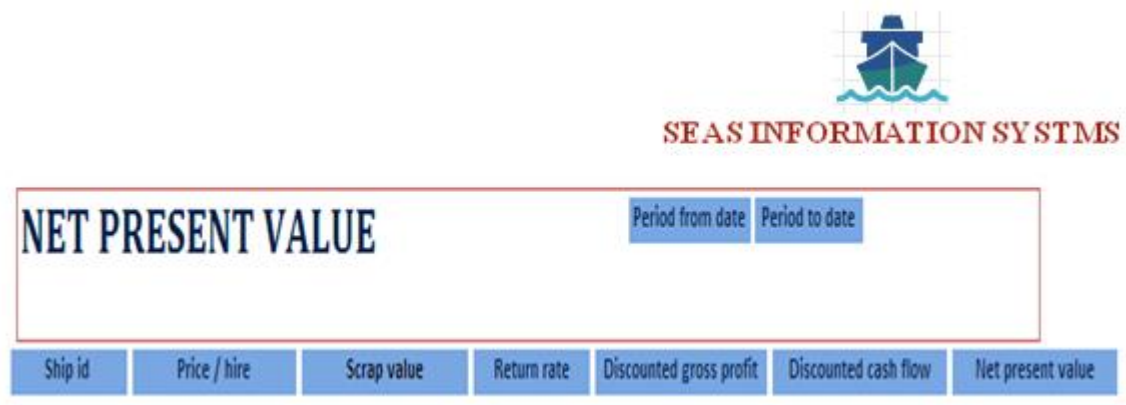 SEAS INFORMATION SYSTMS
NET PRESENT VALUE
Period from date Period to date
Ship id Price / hire Scrap value Return rate Discounted gross profit Discounted cash flow Net present value